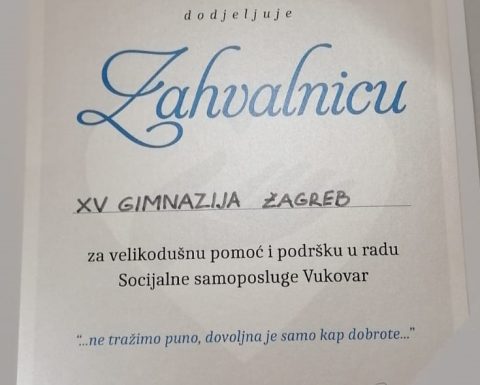 dodjeljuje
Zahvalnicu
XV GIMNAZIJA ZAGREB
za velikodušnu pomoć i podršku u radu
Socijalne samoposluge Vukovar
“...ne tražimo puno, dovoljna je samo kap dobrote...”